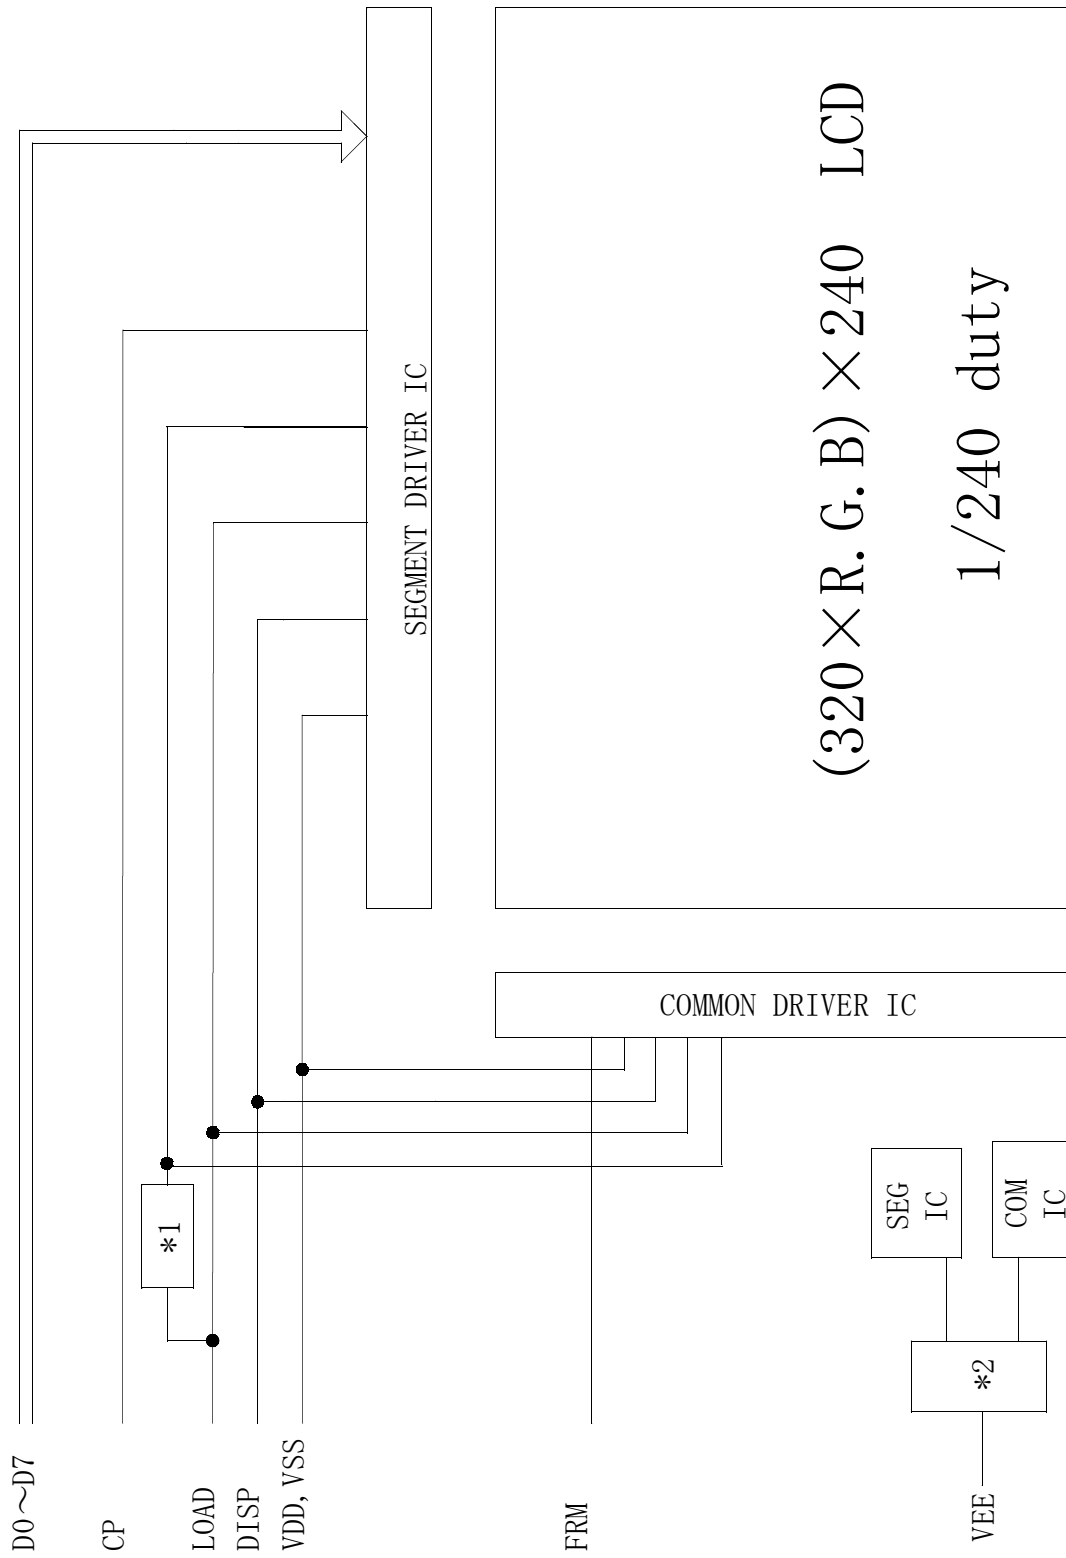 D0～D7
CP
LOAD
DISP
VDD, VSS
FRM
VEE
*1
*2
SEGMENT DRIVER IC
COMMON DRIVER IC
SEG
IC
COM
IC
(320×R.G.B)×240 LCD
1/240 duty